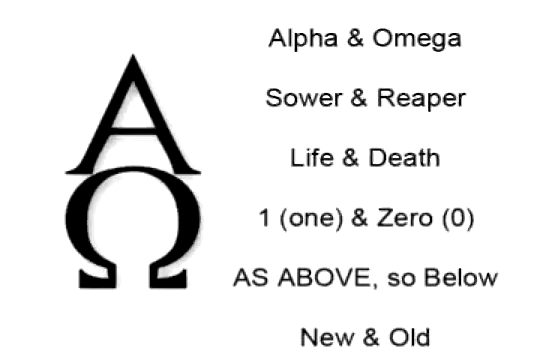 Α
Ω
Alpha & Omega
Sower & Reaper
Life & Death
1 (one) & Zero (0)
AS ABOVE, so Below
New & Old